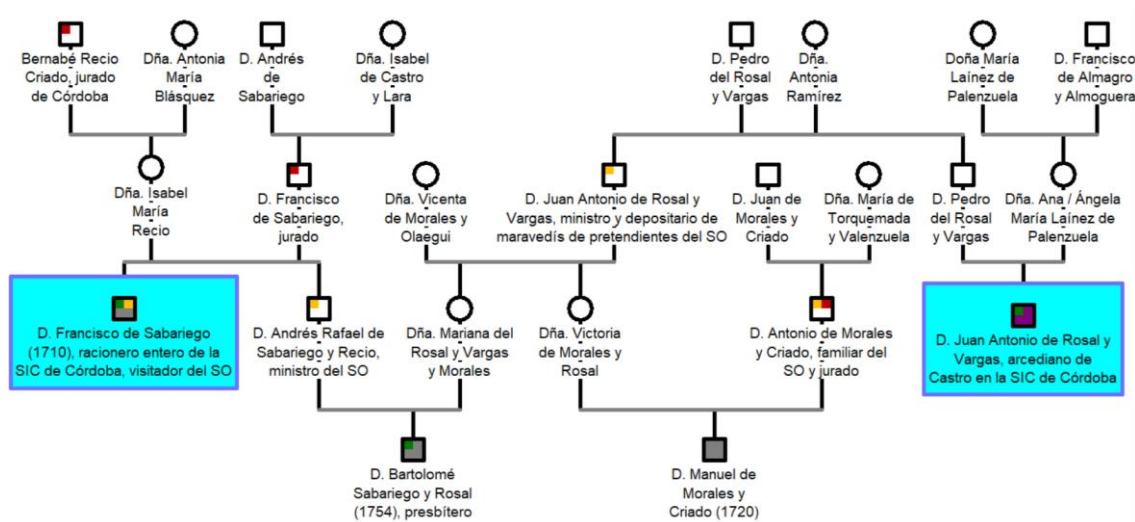 Bernabé Recio
Criado, jurado
de Córdoba
Dña. Antonia
María
Blásquez
D. Andrés
de
Sabariego
Dña. Isabel
de Castro
y Lara
D. Pedro
del Rosal
y Vargas
Dña.
Antonia
Ramírez
Doña María
Laínez de
Palenzuela
D. Francisco
de Almagro
y Almoguera
Dña. Isabel
María
Recio
D. Francisco
de Sabariego,
jurado
Dña. Vicenta
de Morales y
Olaegui
D. Juan Antonio de Rosal y
Vargas, ministro y depositario de
maravedís de pretendientes del SO
D. Juan de
Morales y
Criado
Dña. María de
Torquemada
y Valenzuela
D. Pedro
del Rosal
y Vargas
Dña. Ana / Ángela
María Laínez de
Palenzuela
D. Francisco de Sabariego
(1710), racionero entero de la
SIC de Córdoba, visitador del SO
D. Andrés Rafael de
Sabariego y Recio,
ministro del SO
Dña. Mariana del
Rosal y Vargas
y Morales
Dña. Victoria
de Morales y
Rosal
D. Antonio de Morales
y Criado, familiar del
SO y jurado
D. Juan Antonio de Rosal y
Vargas, arcediano de
Castro en la SIC de Córdoba
D. Bartolomé
Sabariego y Rosal
(1754), presbítero
D. Manuel de
Morales y
Criado (1720)